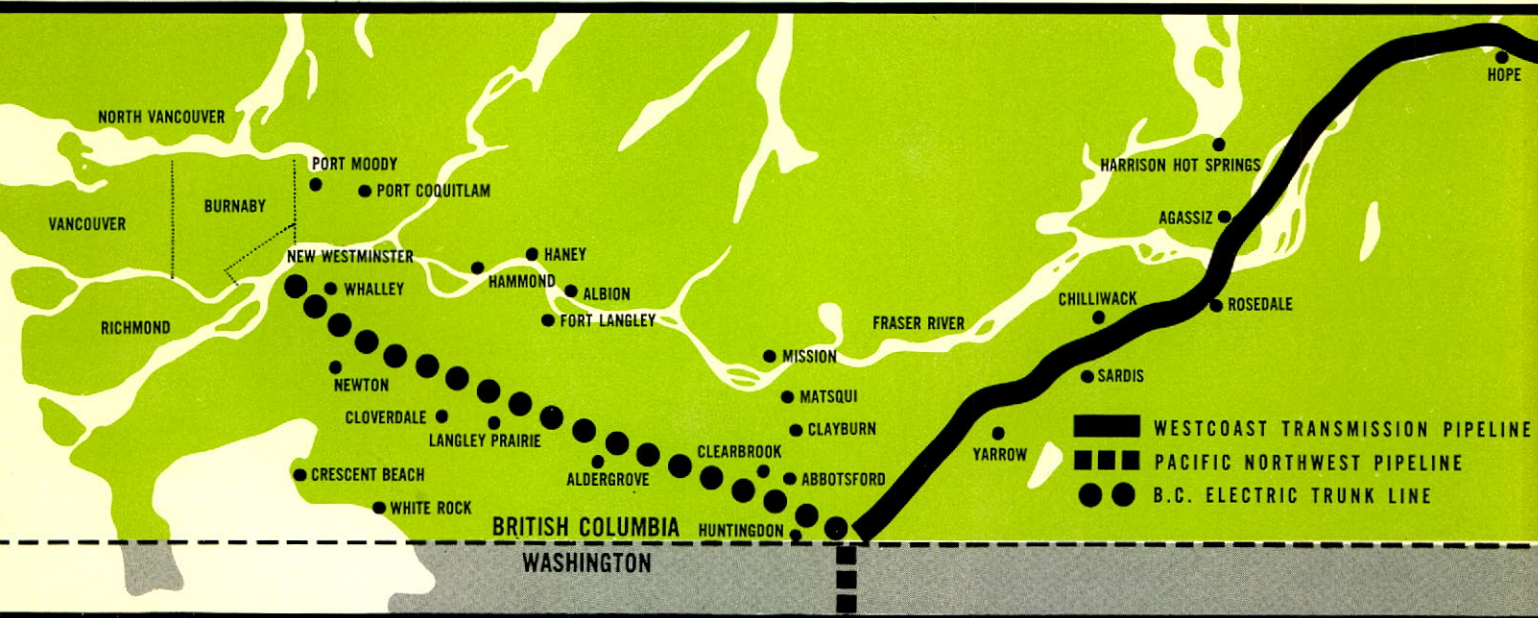 HOPE
NORTH VANCOUVER
PORT MOODY
HARRISON HOT SPRINGS
PORT COQUITLAM
BURNABY
VANCOUVER
AGASSIZ
NEW WESTMINSTER
HANEY
HAMMOND
WHALLEY
ALBION
CHILLIWACK
ROSEDALE
RICHMOND
FORT LANGLEY
FRASER RIVER
MISSION
SARDIS
NEWTON
MATSQUI
CLOVERDALE
CLAYBURN
LANGLEY PRAIRIE
WESTCOAST TRANSMISSION PIPELINE
CLEARBROOK
YARROW
PACIFIC NORTHWEST PIPELINE
CRESCENT BEACH
ALDERGROVE
ABBOTSFORD
B.C. ELECTRIC TRUNK LINE
WHITE ROCK
BRITISH COLUMBIA
HUNTINGDON
WASHINGTON